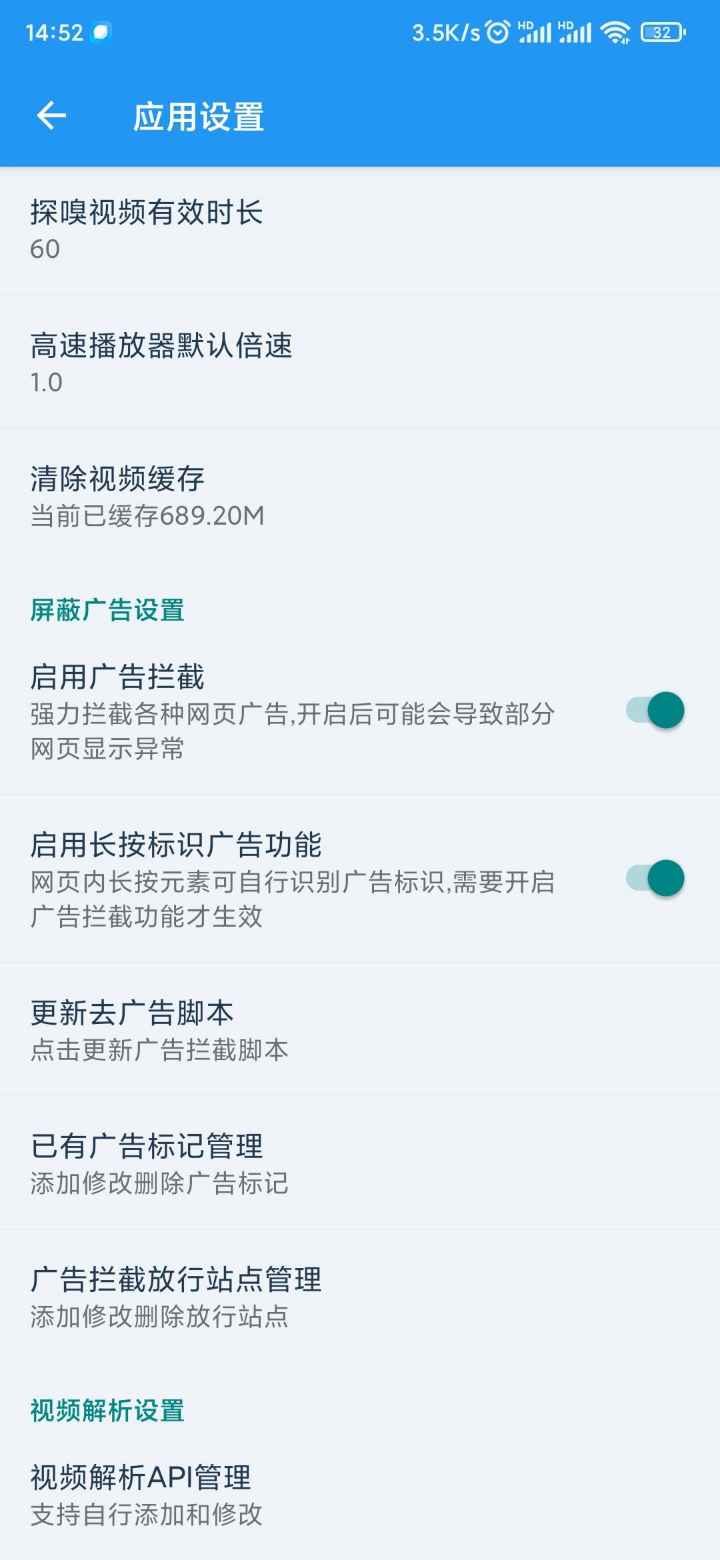 14:52 3.5K/s HD HD 32
应用设置
探嗅视频有效时长
60
高速播放器默认倍速
1.0
清除视频缓存
当前已缓存689.20M
屏蔽广告设置
启用广告拦截
强力拦截各种网页广告,开启后可能会导致部分
网页显示异常
启用长按标识广告功能
网页内长按元素可自行识别广告标识,需要开启
广告拦截功能才生效
更新去广告脚本
点击更新广告拦截脚本
已有广告标记管理
添加修改删除广告标记
广告拦截放行站点管理
添加修改删除放行站点
视频解析设置
视频解析API管理
支持自行添加和修改